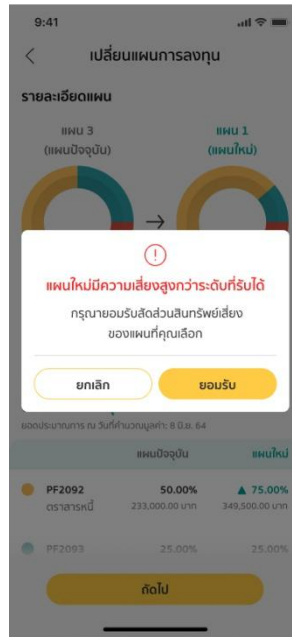 9:41
เปลี่ยนแผนการลงทุน
รายละเอียดแผน
แผน 3
(แผนปัจจุบัน)
แผน 1
(แผนใหม่)
→
!
แผนใหม่มีความเสี่ยงสูงกว่าระดับที่รับได้
กรุณายอมรับสัดส่วนสินทรัพย์เสี่ยง
ของแผนที่คุณเลือก
ยกเลิก
ยอมรับ
ยอดประมาณการ ณ วันที่คำนวณมูลค่า: 8 มิ.ย. 64
แผนปัจจุบัน
แผนใหม่
PF2092 50.00% ▲ 75.00%
ตราสารหนี้ 233,000.00 บาท 349,500.00 บาท
PF2093 25.00% 25.00%
ถัดไป